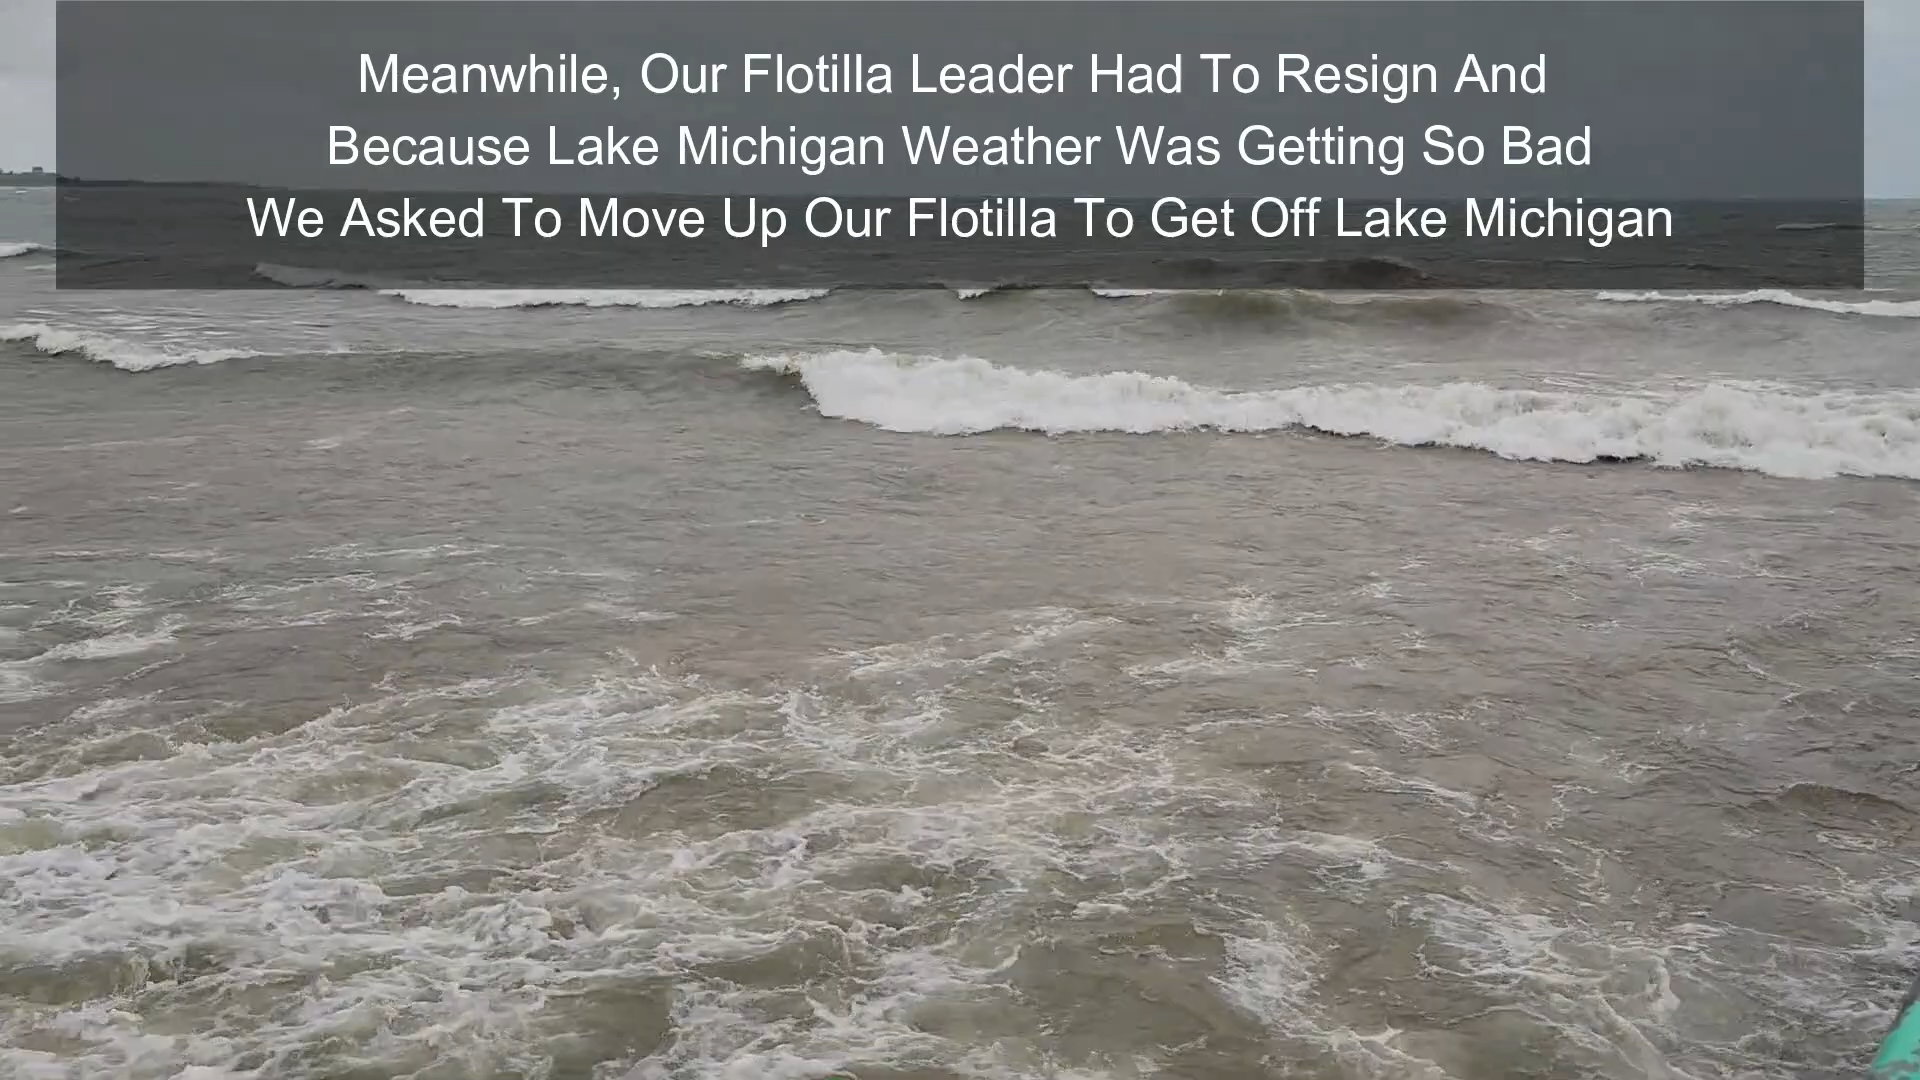 Meanwhile, Our Flotilla Leader Had To Resign And
Because Lake Michigan Weather Was Getting So Bad
We Asked To Move Up Our Flotilla To Get Off Lake Michigan